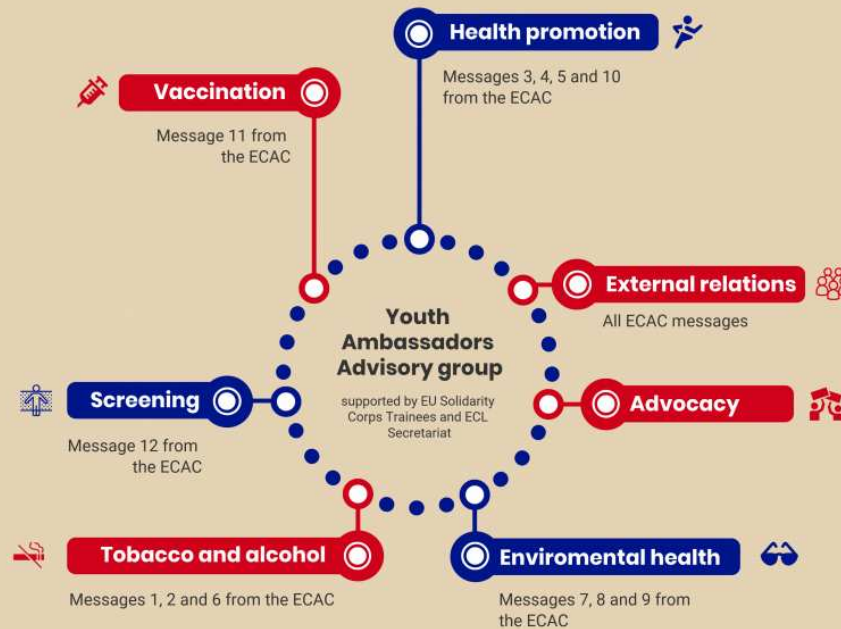 Health promotion
Messages 3, 4, 5 and 10
from the ECAC
Vaccination
Message 11 from
the ECAC
External relations
All ECAC messages
Youth
Ambassadors
Advisory group
supported by EU Solidarity
Corps Trainees and ECL
Secretariat
Screening
Message 12 from
the ECAC
Advocacy
Tobacco and alcohol
Messages 1, 2 and 6 from the ECAC
Enviromental health
Messages 7, 8 and 9 from
the ECAC